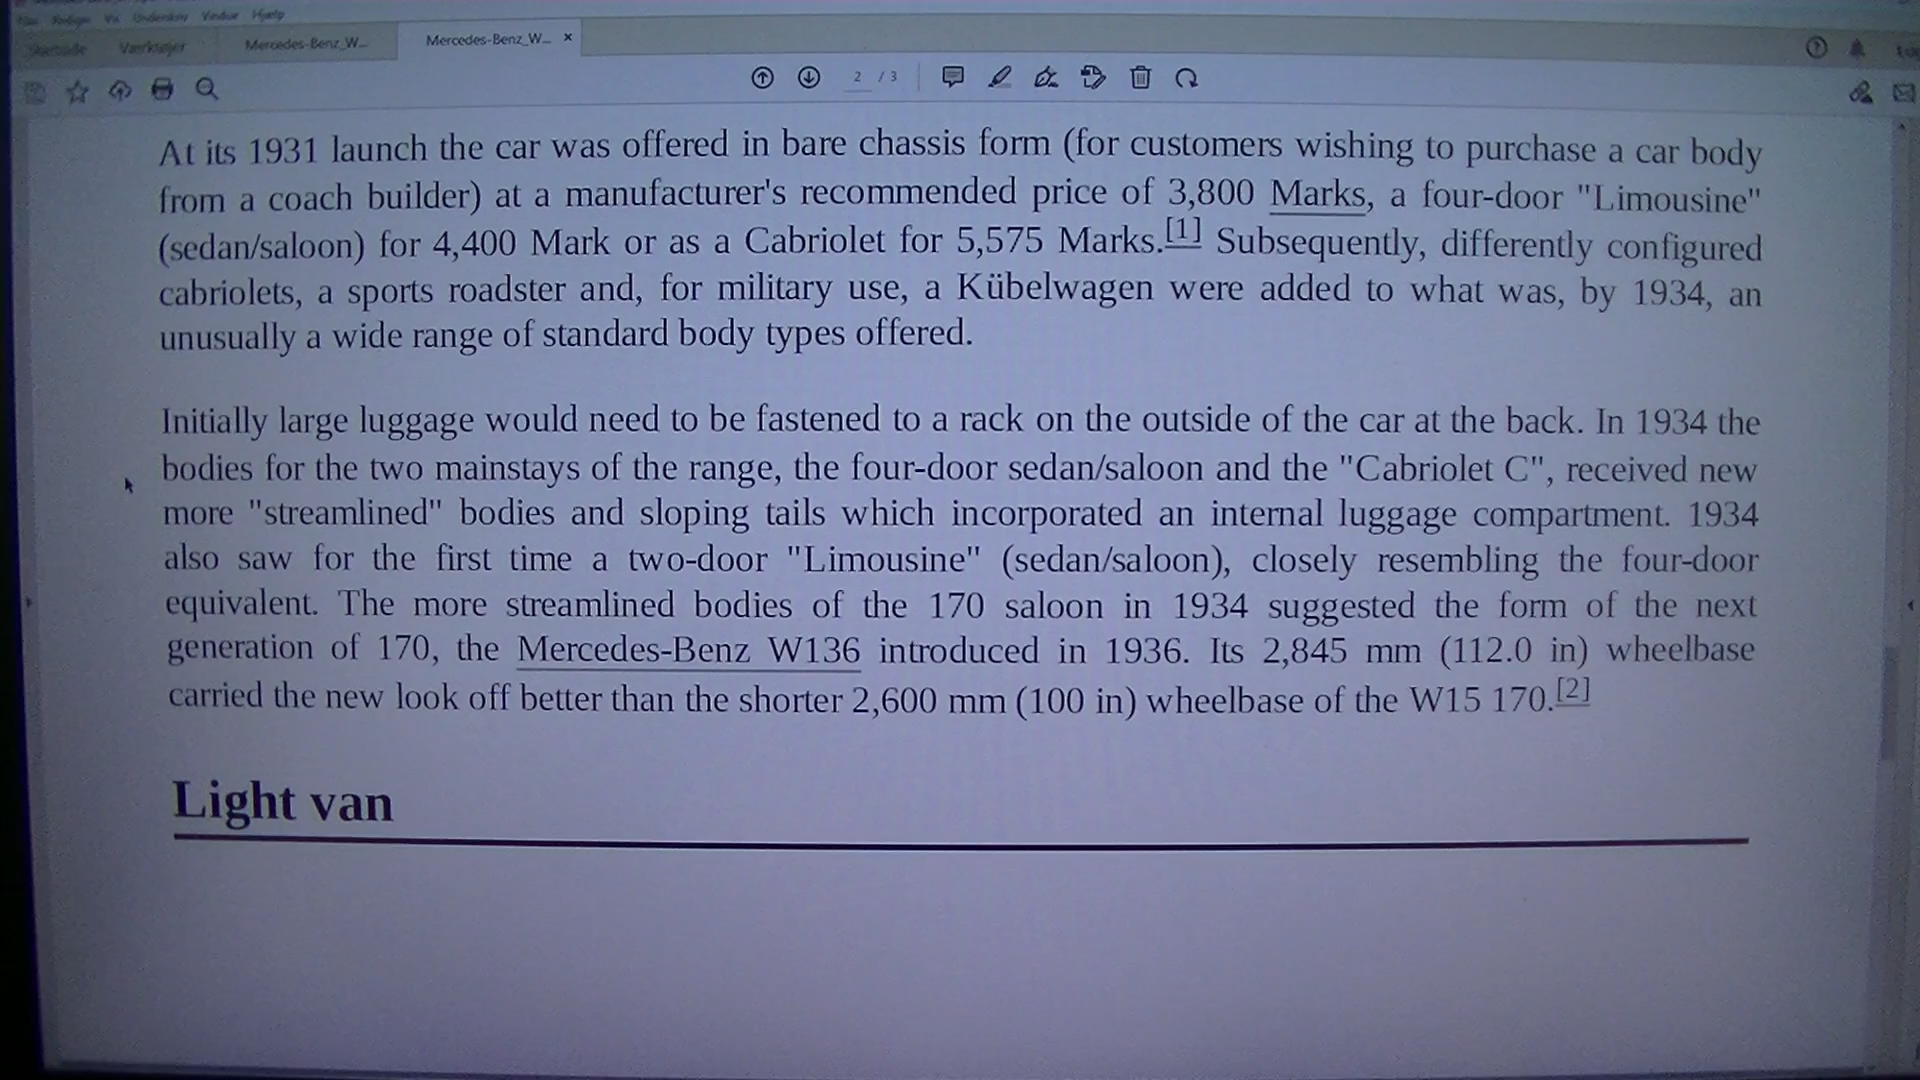 Vis Underskriv Vindue Hjælp
Startside Værktøjer Mercedes-Benz_W... Mercedes-Benz_W... ×
2 / 3
At its 1931 launch the car was offered in bare chassis form (for customers wishing to purchase a car body
from a coach builder) at a manufacturer's recommended price of 3,800 Marks, a four-door "Limousine"
(sedan/saloon) for 4,400 Mark or as a Cabriolet for 5,575 Marks.[1] Subsequently, differently configured
cabriolets, a sports roadster and, for military use, a Kübelwagen were added to what was, by 1934, an
unusually a wide range of standard body types offered.
Initially large luggage would need to be fastened to a rack on the outside of the car at the back. In 1934 the
bodies for the two mainstays of the range, the four-door sedan/saloon and the "Cabriolet C", received new
more "streamlined" bodies and sloping tails which incorporated an internal luggage compartment. 1934
also saw for the first time a two-door "Limousine" (sedan/saloon), closely resembling the four-door
equivalent. The more streamlined bodies of the 170 saloon in 1934 suggested the form of the next
generation of 170, the Mercedes-Benz W136 introduced in 1936. Its 2,845 mm (112.0 in) wheelbase
carried the new look off better than the shorter 2,600 mm (100 in) wheelbase of the W15 170.[2]
Light van